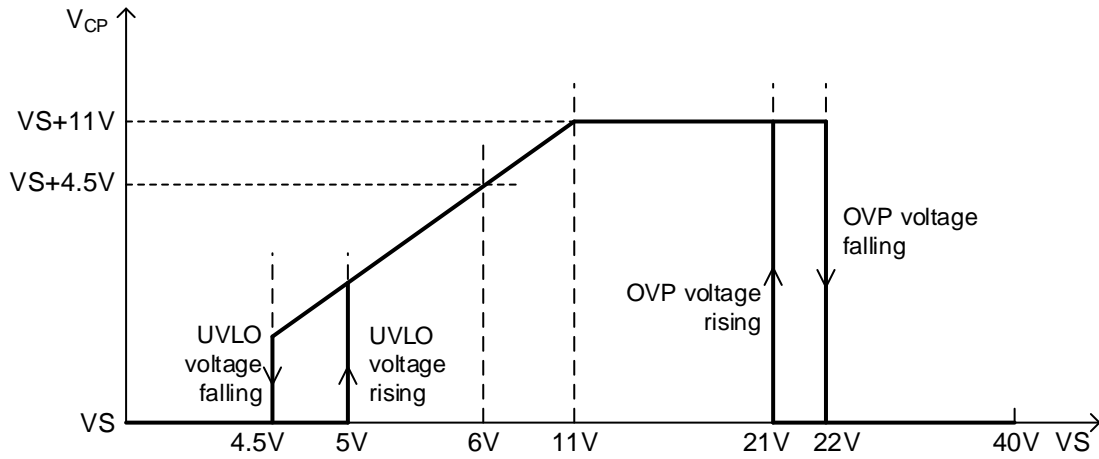 V_CP
VS+11V
VS+4.5V
OVP voltage
falling
OVP voltage
rising
UVLO
voltage
falling
UVLO
voltage
rising
VS
4.5V
5V
6V
11V
21V
22V
40V
VS